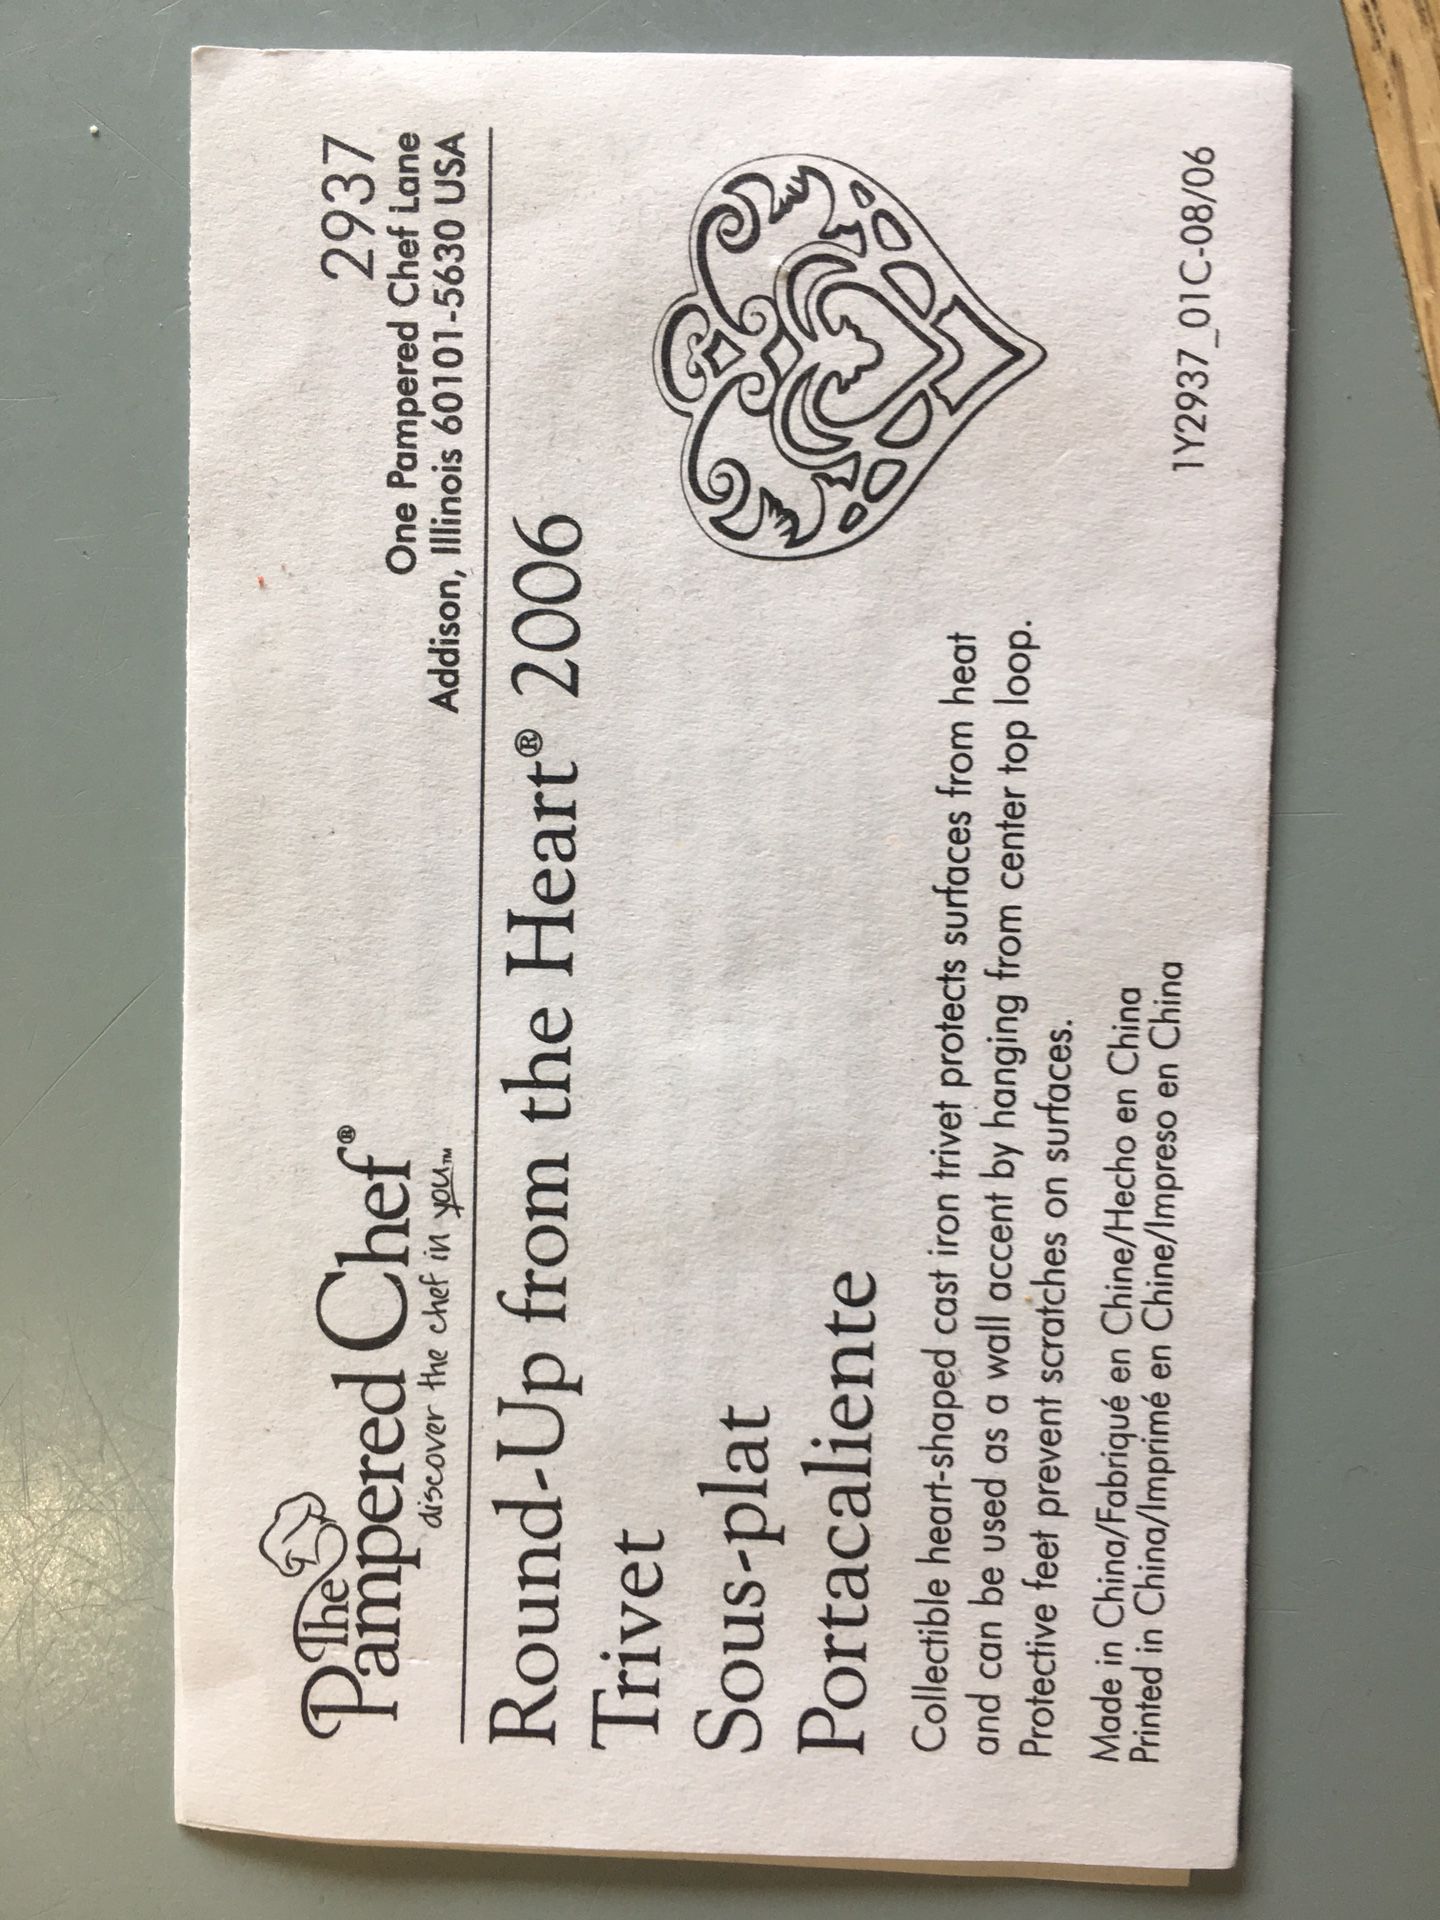 The
Pampered Chef®
discover the chef in you™
2937
One Pampered Chef Lane
Addison, Illinois 60101-5630 USA
Round-Up from the Heart® 2006
Trivet
Sous-plat
Portacaliente
Collectible heart-shaped cast iron trivet protects surfaces from heat
and can be used as a wall accent by hanging from center top loop.
Protective feet prevent scratches on surfaces.
Made in China/Fabriqué en Chine/Hecho en China
Printed in China/Imprimé en Chine/Impreso en China
1Y2937_01C-08/06